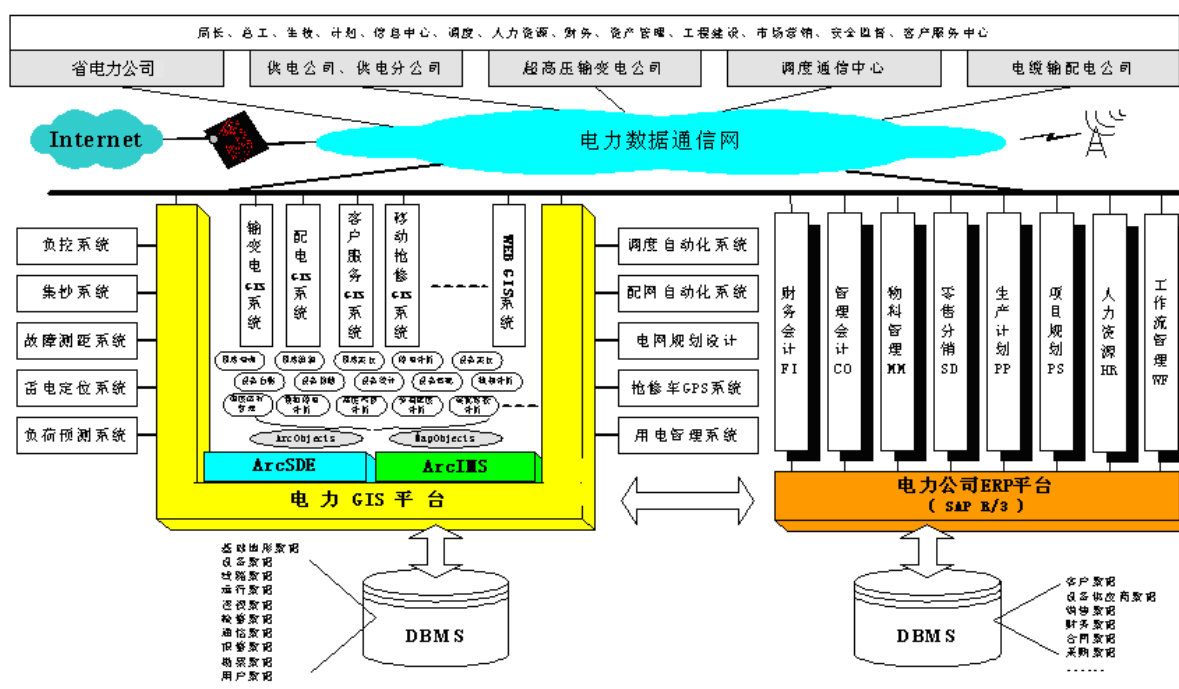 局长、总工、生技、计划、信息中心、调度、人力资源、财务、资产管理、工程建设、市场营销、安全监督、客户服务中心
省电力公司
供电公司、供电分公司
超高压输变电公司
调度通信中心
电缆输配电公司
Internet
电力数据通信网
负控系统
集抄系统
故障测距系统
雷电定位系统
负荷预测系统
输变电GIS系统
配电GIS系统
客户服务GIS系统
移动抢修GIS系统
WEB GIS系统
ArcObjects
MapObjects
ArcSDE
ArcIMS
电力 GIS 平台
调度自动化系统
配网自动化系统
电网规划设计
抢修车GPS系统
用电管理系统
财务会计FI
管理会计CO
物料管理MM
零售分销SD
生产计划PP
项目规划PS
人力资源HR
工作流管理WF
电力公司ERP平台
( SAP R/3 )
基础地形数据
设备数据
线路数据
运行数据
巡视数据
检修数据
通信数据
报警数据
勘察数据
用户数据
DBMS
DBMS
客户数据
设备供应商数据
销售数据
财务数据
合同数据
采购数据
------